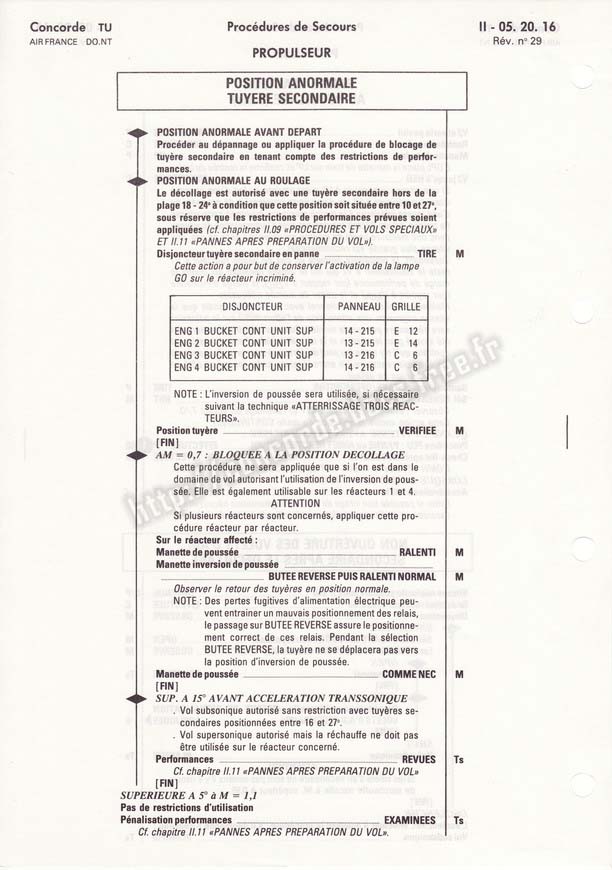 Concorde TU
AIR FRANCE DO.NT
Procédures de Secours
PROPULSEUR
II - 05. 20. 16
Rév. n° 29
POSITION ANORMALE
TUYERE SECONDAIRE
POSITION ANORMALE AVANT DEPART
Procéder au dépannage ou appliquer la procédure de blocage de
tuyère secondaire en tenant compte des restrictions de perfor-
mances.
POSITION ANORMALE AU ROULAGE
Le décollage est autorisé avec une tuyère secondaire hors de la
plage 18 - 24° à condition que cette position soit située entre 10 et 27°,
sous réserve que les restrictions de performances prévues soient
appliquées (cf. chapitres II.09 «PROCEDURES ET VOLS SPECIAUX»
ET II.11 «PANNES APRES PREPARATION DU VOL»).
Disjoncteur tuyère secondaire en panne TIRE M
Cette action a pour but de conserver l'activation de la lampe
GO sur le réacteur incriminé.
DISJONCTEUR PANNEAU GRILLE
ENG 1 BUCKET CONT UNIT SUP 14 - 215 E 12
ENG 2 BUCKET CONT UNIT SUP 13 - 215 E 14
ENG 3 BUCKET CONT UNIT SUP 13 - 216 C 6
ENG 4 BUCKET CONT UNIT SUP 14 - 216 C 6
NOTE : L'inversion de poussée sera utilisée, si nécessaire
suivant la technique «ATTERRISSAGE TROIS REAC-
TEURS».
Position tuyère VERIFIEE M
[FIN]
AM = 0,7 : BLOQUEE A LA POSITION DECOLLAGE
Cette procédure ne sera appliquée que si l'on est dans le
domaine de vol autorisant l'utilisation de l'inversion de pous-
sée. Elle est également utilisable sur les réacteurs 1 et 4.
ATTENTION
Si plusieurs réacteurs sont concernés, appliquer cette pro-
cédure réacteur par réacteur.
Sur le réacteur affecté :
Manette de poussée RALENTI M
Manette inversion de poussée
BUTEE REVERSE PUIS RALENTI NORMAL M
Observer le retour des tuyères en position normale.
NOTE : Des pertes fugitives d'alimentation électrique peu-
vent entrainer un mauvais positionnement des relais,
le passage sur BUTEE REVERSE assure le positionne-
ment correct de ces relais. Pendant la sélection
BUTEE REVERSE, la tuyère ne se déplacera pas vers
la position d'inversion de poussée.
Manette de poussée COMME NEC M
[FIN]
SUP. A 15° AVANT ACCELERATION TRANSSONIQUE
. Vol subsonique autorisé sans restriction avec tuyères se-
condaires positionnées entre 16 et 27°.
. Vol supersonique autorisé mais la réchauffe ne doit pas
être utilisée sur le réacteur concerné.
Performances REVUES Ts
Cf. chapitre II.11 «PANNES APRES PREPARATION DU VOL»
[FIN]
SUPERIEURE A 5° à M = 1,1
Pas de restrictions d'utilisation
Pénalisation performances EXAMINEES Ts
Cf. chapitre II.11 «PANNES APRES PREPARATION DU VOL».